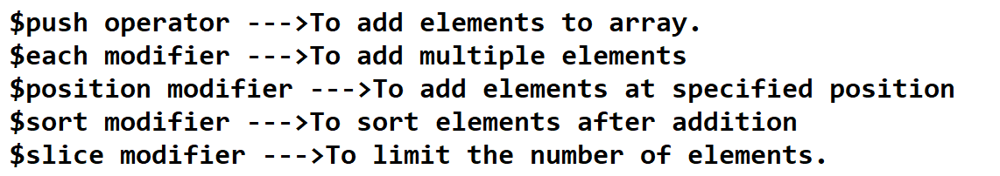 $push operator --->To add elements to array.
$each modifier --->To add multiple elements
$position modifier --->To add elements at specified position
$sort modifier --->To sort elements after addition
$slice modifier --->To limit the number of elements.